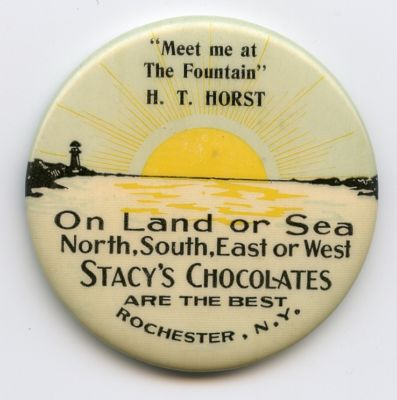 "Meet me at
The Fountain"
H. T. HORST
On Land or Sea
North, South, East or West
STACY'S CHOCOLATES
ARE THE BEST
ROCHESTER, N.Y.